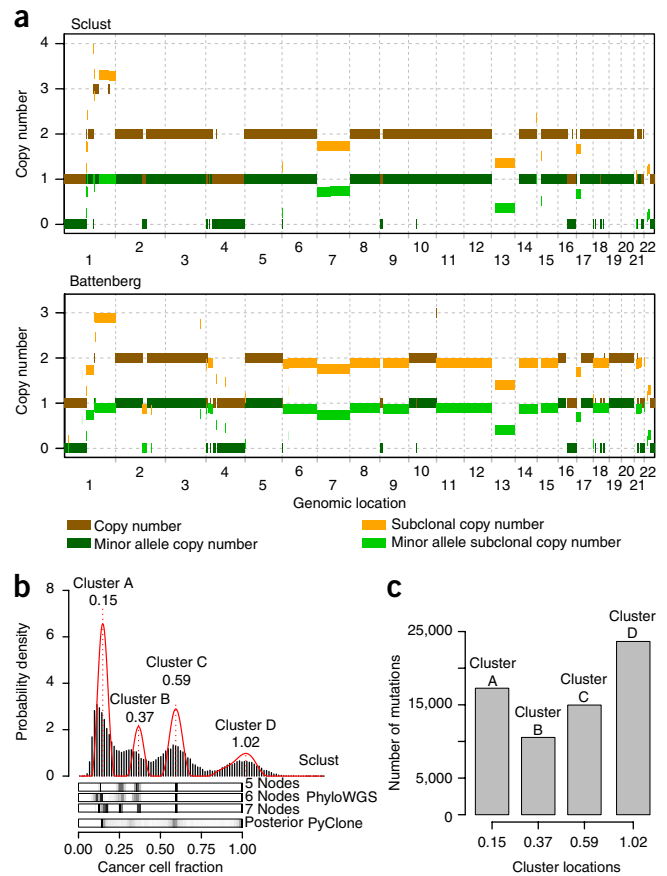 a
Sclust
Copy number
4
3
2
1
0
1 2 3 4 5 6 7 8 9 10 11 12 13 14 15 16 17 18 19 20 21 22
Battenberg
Copy number
3
2
1
0
1 2 3 4 5 6 7 8 9 10 11 12 13 14 15 16 17 18 19 20 21 22
Genomic location
Copy number
Subclonal copy number
Minor allele copy number
Minor allele subclonal copy number
b
Probability density
8
6
4
2
0
Cluster A
0.15
Cluster B
0.37
Cluster C
0.59
Cluster D
1.02
Sclust
5 Nodes
6 Nodes PhyloWGS
7 Nodes
Posterior PyClone
0.00 0.25 0.50 0.75 1.00
Cancer cell fraction
c
Number of mutations
25,000
15,000
5,000
0
Cluster
A
Cluster
B
Cluster
C
Cluster
D
0.15 0.37 0.59 1.02
Cluster locations